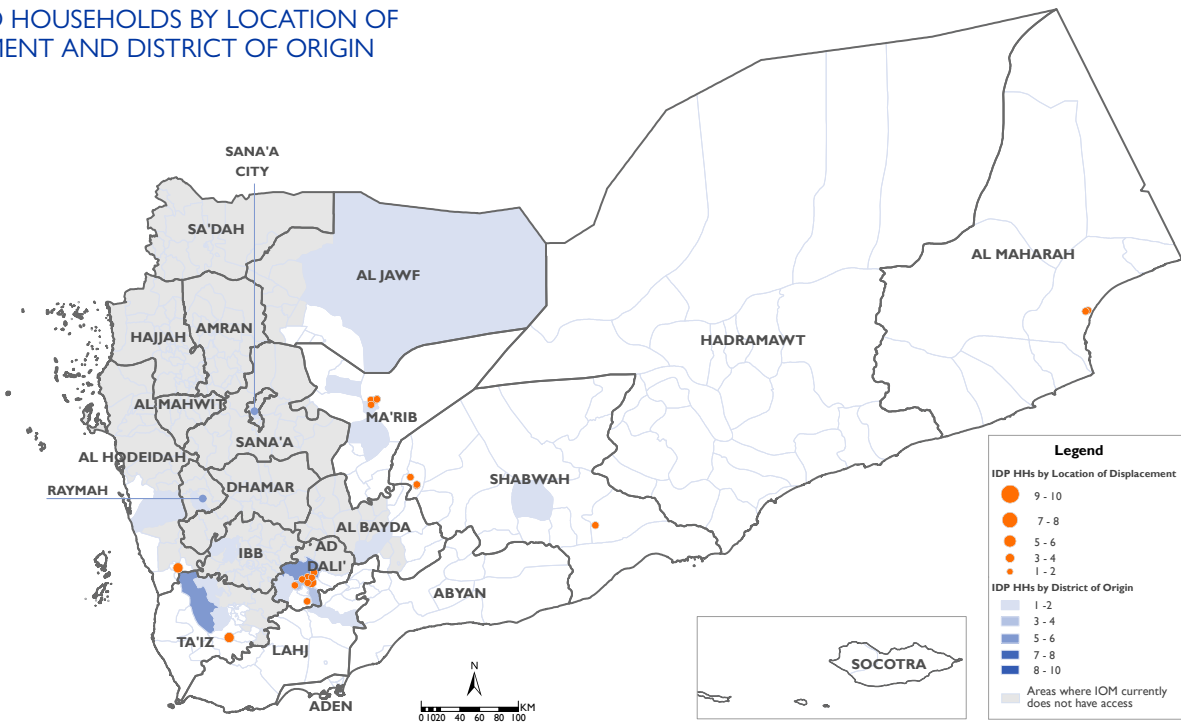 HOUSEHOLDS BY LOCATION OF
AND DISTRICT OF ORIGIN
SANA'A
CITY
SA'DAH
AL JAWF
AL MAHARAH
HAJJAH
AMRAN
HADRAMAWT
AL MAHWIT
MA'RIB
SANA'A
AL HODEIDAH
SHABWAH
RAYMAH
DHAMAR
AL BAYDA
IBB
AD
DALI'
ABYAN
TA'IZ
LAHJ
ADEN
SOCOTRA
N
0 10 20 40 60 80 100 KM
Legend
IDP HHs by Location of Displacement
9 - 10
7 - 8
5 - 6
3 - 4
1 - 2
IDP HHs by District of Origin
1 -2
3 - 4
5 - 6
7 - 8
8 - 10
Areas where IOM currently
does not have access